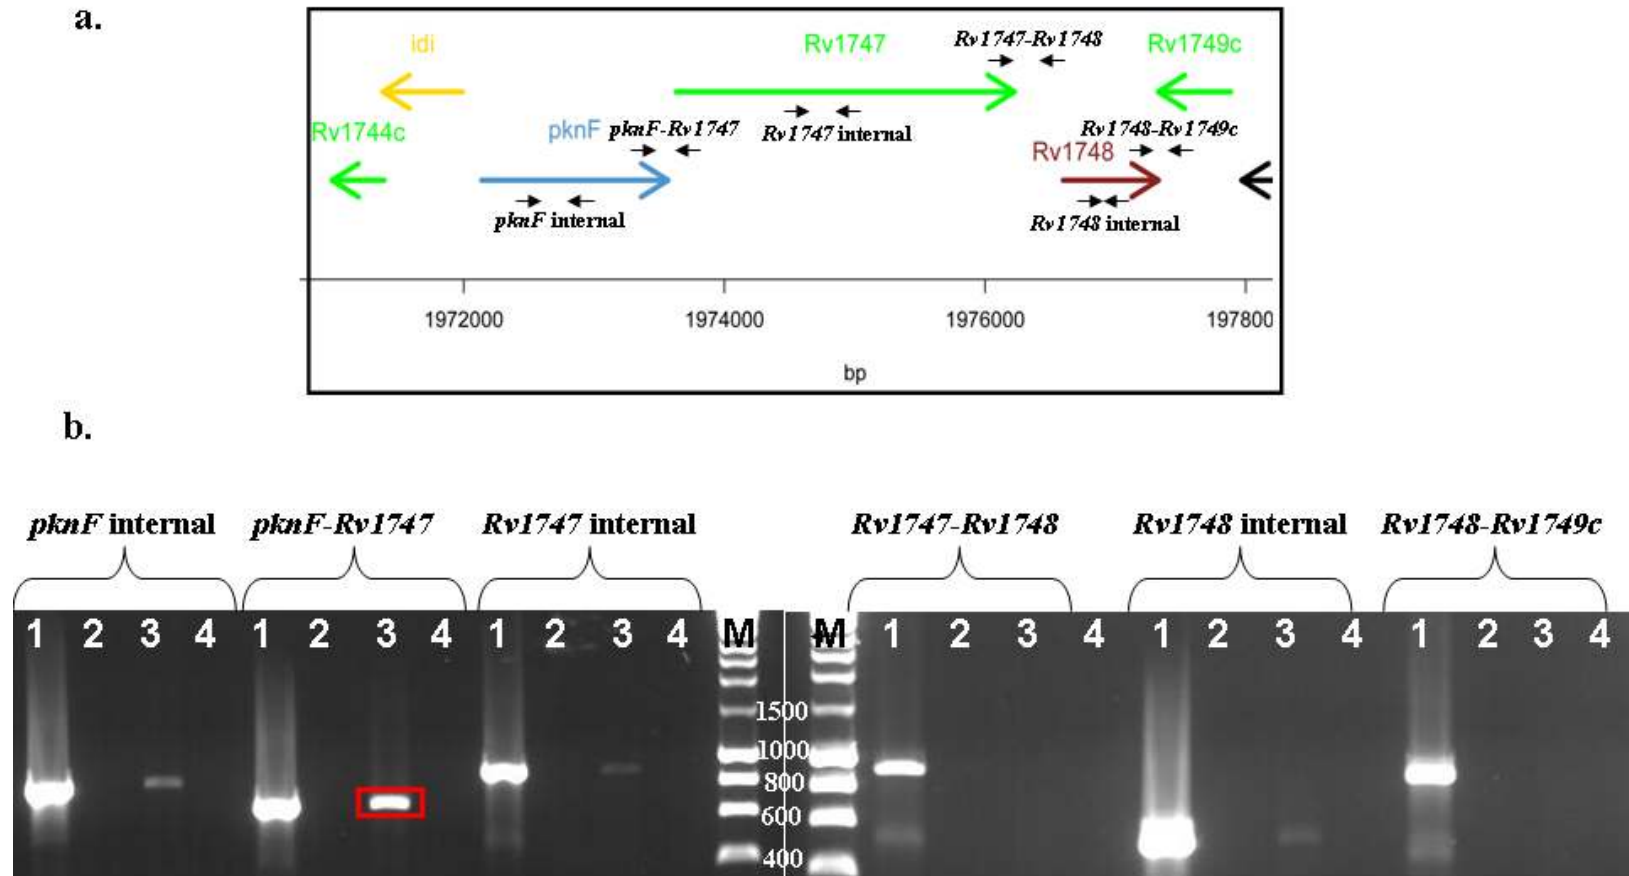 a.
idi
Rv1747
Rv1747-Rv1748
Rv1749c
Rv1744c
pknF
pknF-Rv1747
Rv1747 internal
Rv1748-Rv1749c
Rv1748
pknF internal
Rv1748 internal
1972000 1974000 1976000 197800
bp
b.
pknF internal pknF-Rv1747 Rv1747 internal Rv1747-Rv1748 Rv1748 internal Rv1748-Rv1749c
1 2 3 4 1 2 3 4 1 2 3 4 M M 1 2 3 4 1 2 3 4 1 2 3 4
1500
1000
800
600
400